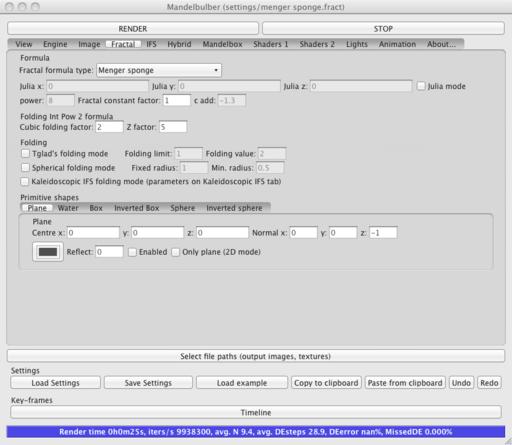 Mandelbulber (settings/menger sponge.fract)
RENDER STOP
View Engine Image Fractal IFS Hybrid Mandelbox Shaders 1 Shaders 2 Lights Animation About...
Formula
Fractal formula type: Menger sponge
Julia x: 0 Julia y: 0 Julia z: 0 Julia mode
power: 8 Fractal constant factor: 1 c add: -1.3
Folding Int Pow 2 formula
Cubic folding factor: 2 Z factor: 5
Folding
Tglad's folding mode Folding limit: 1 Folding value: 2
Spherical folding mode Fixed radius: 1 Min. radius: 0.5
Kaleidoscopic IFS folding mode (parameters on Kaleidoscopic IFS tab)
Primitive shapes
Plane Water Box Inverted Box Sphere Inverted sphere
Plane
Centre x: 0 y: 0 z: 0 Normal x: 0 y: 0 z: -1
Reflect: 0 Enabled Only plane (2D mode)
Select file paths (output images, textures)
Settings
Load Settings Save Settings Load example Copy to clipboard Paste from clipboard Undo Redo
Key-frames
Timeline
Render time 0h0m25s, iters/s 9938300, avg. N 9.4, avg. DEsteps 28.9, DEerror nan%, MissedDE 0.000%